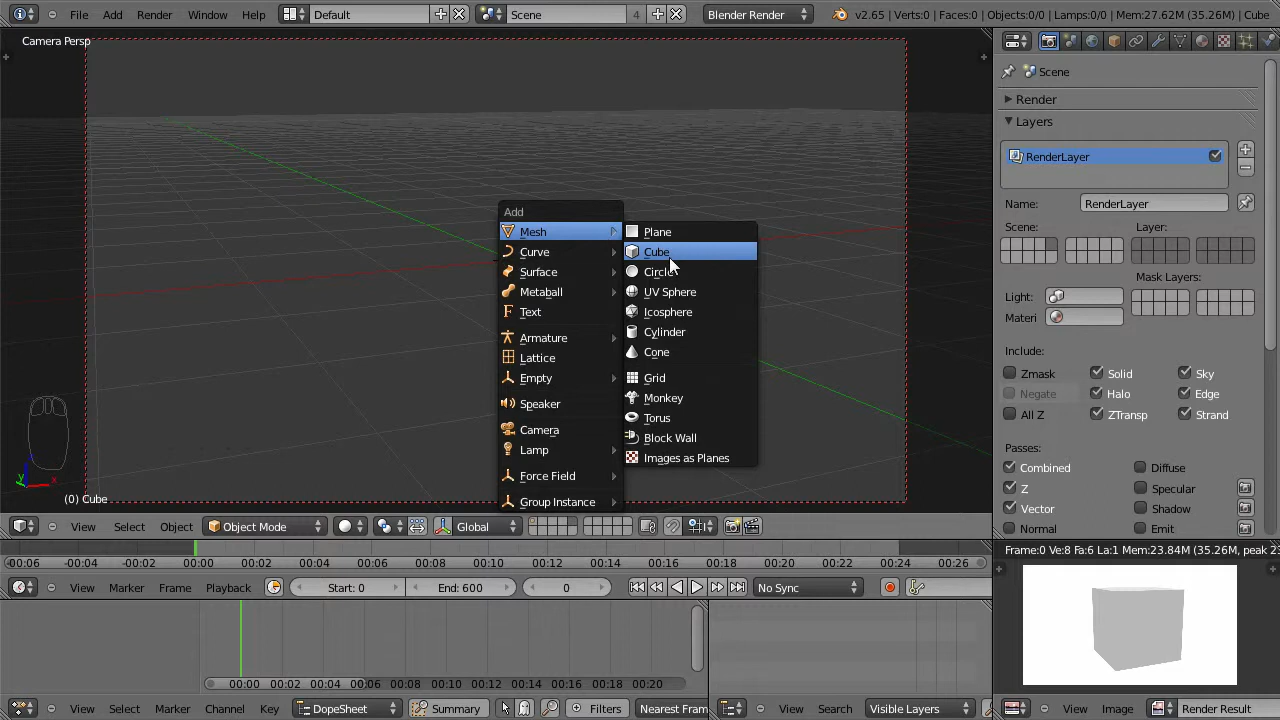 File Add Render Window Help Default Scene 4 Blender Render v2.65 | Verts:0 | Faces:0 | Objects:0/0 | Lamps:0/0 | Mem:27.62M (35.26M) | Cube
Camera Persp
Scene
Render
Layers
RenderLayer
Name: RenderLayer
Scene: Layer:
Mask Layers:
Light:
Materi
Include:
Zmask Solid Sky
Negate Halo Edge
All Z ZTransp Strand
Passes:
Combined Diffuse
Z Specular
Vector Shadow
Normal Emit
Add
Mesh
Curve
Surface
Metaball
Text
Armature
Lattice
Empty
Speaker
Camera
Lamp
Force Field
Group Instance
Plane
Cube
Circle
UV Sphere
Icosphere
Cylinder
Cone
Grid
Monkey
Torus
Block Wall
Images as Planes
y x
(0) Cube
View Select Object Object Mode Global
-00:06 -00:04 -00:02 00:00 00:02 00:04 00:06 00:08 00:10 00:12 00:14 00:16 00:18 00:20 00:22 00:24 00:26
View Marker Frame Playback Start: 0 End: 600 0 No Sync
Frame:0 Ve:8 Fa:6 La:1 Mem:23.84M (35.26M, peak 2
00:00 00:02 00:04 00:06 00:08 00:10 00:12 00:14 00:16 00:18 00:20
View Select Marker Channel Key DopeSheet Summary Filters Nearest Fram
View Search Visible Layers
View Image Render Result